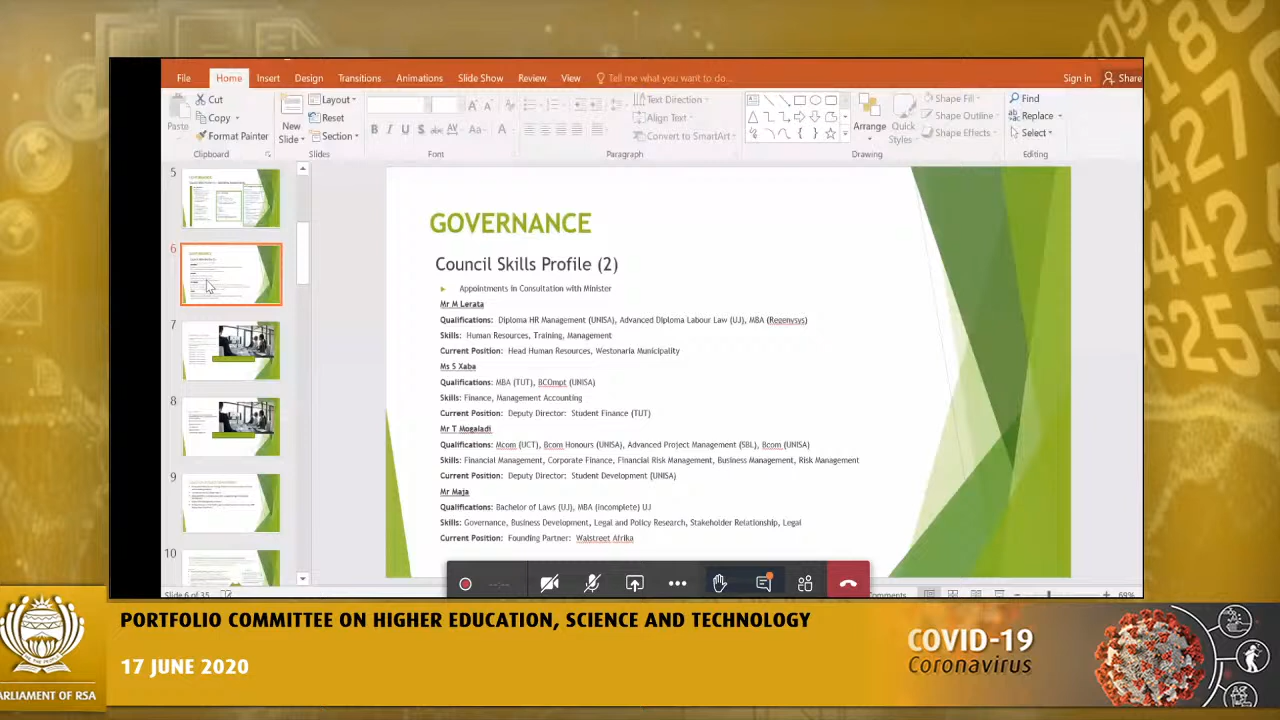 File Home Insert Design Transitions Animations Slide Show Review View Tell me what you want to do... Sign in Share
Paste
Cut
Copy
Format Painter
Clipboard
New Slide
Layout
Reset
Section
Slides
B I U S abc AV Aa A
Font
Text Direction
Align Text
Convert to SmartArt
Paragraph
Arrange
Quick Styles
Shape Fill
Shape Outline
Shape Effects
Drawing
Find
Replace
Select
Editing
5
6
7
8
9
10
GOVERNANCE
Council Skills Profile (2)
Appointments in Consultation with Minister
Mr M Lerata
Qualifications: Diploma HR Management (UNISA), Advanced Diploma Labour Law (UJ), MBA (Regenysys)
Skills: Human Resources, Training, Management
Current Position: Head Human Resources, Westonaria Municipality
Ms S Xaba
Qualifications: MBA (TUT), BCOmpt (UNISA)
Skills: Finance, Management Accounting
Current Position: Deputy Director: Student Finance (TUT)
Mr T Mogaladi
Qualifications: Mcom (UCT), Bcom Honours (UNISA), Advanced Project Management (SBL), Bcom (UNISA)
Skills: Financial Management, Corporate Finance, Financial Risk Management, Business Management, Risk Management
Current Position: Deputy Director: Student Development (UNISA)
Mr Maja
Qualifications: Bachelor of Laws (UJ), MBA (incomplete) UJ
Skills: Governance, Business Development, Legal and Policy Research, Stakeholder Relationship, Legal
Current Position: Founding Partner: Walstreet Afrika
Slide 6 of 35
69%
PORTFOLIO COMMITTEE ON HIGHER EDUCATION, SCIENCE AND TECHNOLOGY
17 JUNE 2020
COVID-19
Coronavirus
PARLIAMENT OF RSA